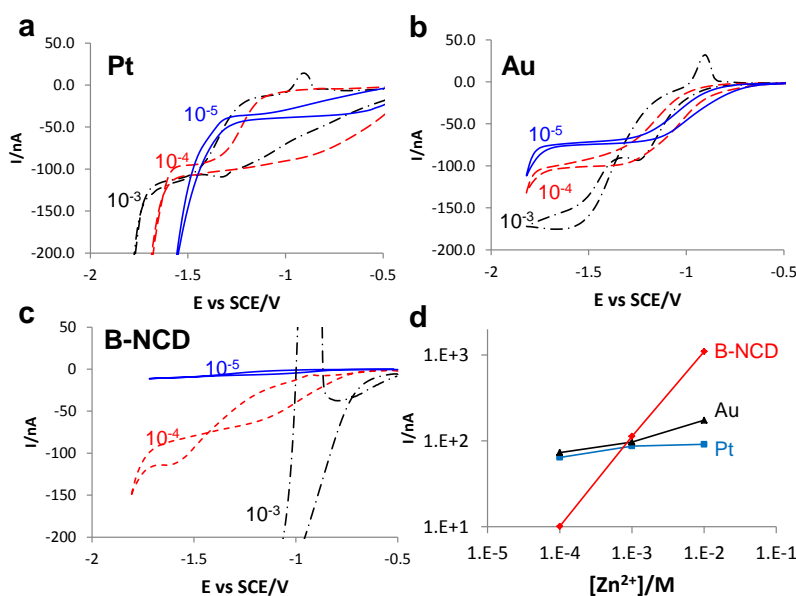 a
Pt
50.0
0.0
-50.0
-100.0
-150.0
-200.0
I/nA
10-5
10-4
10-3
-2
-1.5
-1
-0.5
E vs SCE/V
b
Au
50.0
0.0
-50.0
-100.0
-150.0
-200.0
I/nA
10-5
10-4
10-3
-2
-1.5
-1
-0.5
E vs SCE/V
c
B-NCD
50
0
-50
-100
-150
-200
I/nA
10-5
10-4
10-3
-2
-1.5
-1
-0.5
E vs SCE/V
d
1.E+3
1.E+2
1.E+1
I/nA
B-NCD
Au
Pt
1.E-5
1.E-4
1.E-3
1.E-2
1.E-1
[Zn2+]/M